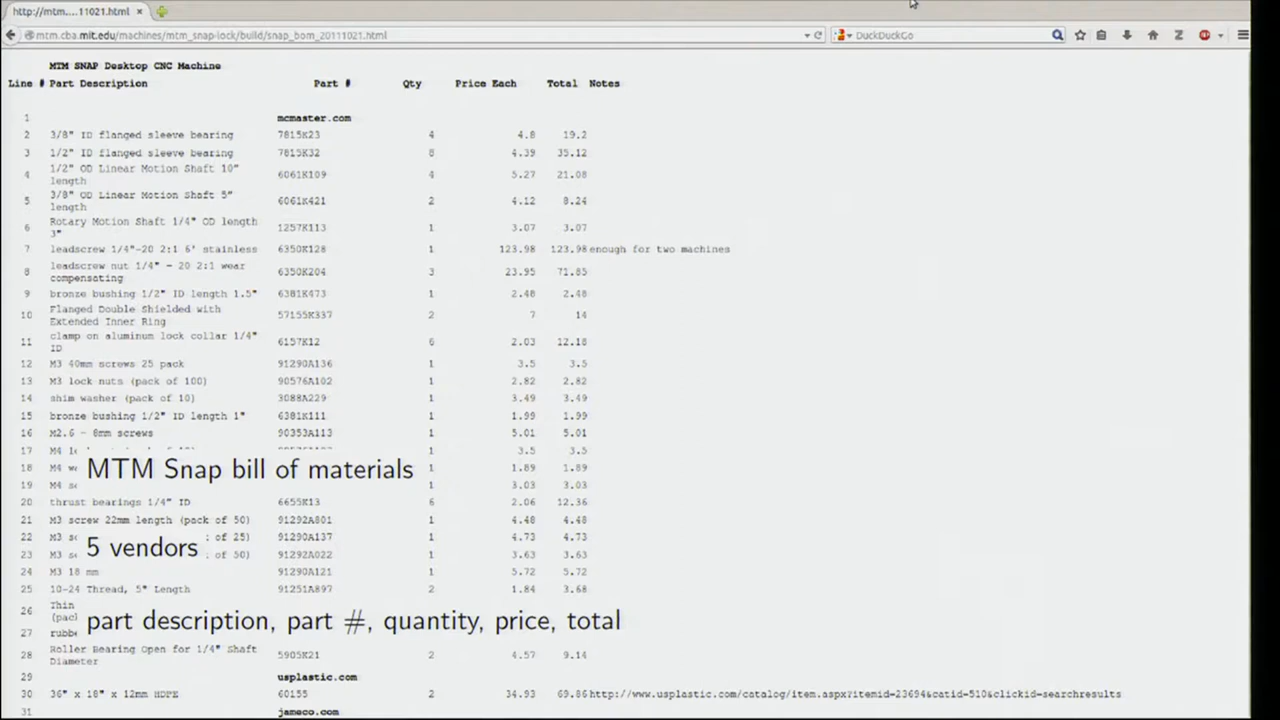 http://mtm....11021.html
mtm.cba.mit.edu/machines/mtm_snap-lock/build/snap_bom_20111021.html
DuckDuckGo
MTM SNAP Desktop CNC Machine
Line # Part Description Part # Qty Price Each Total Notes
1 mcmaster.com
2 3/8" ID flanged sleeve bearing 7815K23 4 4.8 19.2
3 1/2" ID flanged sleeve bearing 7815K32 8 4.39 35.12
4 1/2" OD Linear Motion Shaft 10" length 6061K109 4 5.27 21.08
5 3/8" OD Linear Motion Shaft 5" length 6061K421 2 4.12 8.24
6 Rotary Motion Shaft 1/4" OD length 3" 1257K113 1 3.07 3.07
7 leadscrew 1/4"-20 2:1 6' stainless 6350K128 1 123.98 123.98 enough for two machines
8 leadscrew nut 1/4" - 20 2:1 wear compensating 6350K204 3 23.95 71.85
9 bronze bushing 1/2" ID length 1.5" 6381K473 1 2.48 2.48
10 Flanged Double Shielded with Extended Inner Ring 57155K337 2 7 14
11 clamp on aluminum lock collar 1/4" ID 6157K12 6 2.03 12.18
12 M3 40mm screws 25 pack 91290A136 1 3.5 3.5
13 M3 lock nuts (pack of 100) 90576A102 1 2.82 2.82
14 shim washer (pack of 10) 3088A229 1 3.49 3.49
15 bronze bushing 1/2" ID length 1" 6381K111 1 1.99 1.99
16 M2.6 - 8mm screws 90353A113 1 5.01 5.01
17 M4 1 3.5 3.5
MTM Snap bill of materials
18 M4 1 1.89 1.89
19 M4 1 3.03 3.03
20 thrust bearings 1/4" ID 6655K13 6 2.06 12.36
21 M3 screw 22mm length (pack of 50) 91292A801 1 4.48 4.48
22 M3 of 25) 91290A137 1 4.73 4.73
5 vendors
23 M3 of 50) 91292A022 1 3.63 3.63
24 M3 18 mm 91290A121 1 5.72 5.72
25 10-24 Thread, 5" Length 91251A897 2 1.84 3.68
26 Thin
part description, part #, quantity, price, total
27
28 Roller Bearing Open for 1/4" Shaft Diameter 5905K21 2 4.57 9.14
29 usplastic.com
30 36" x 18" x 12mm HDPE 60155 2 34.93 69.86 http://www.usplastic.com/catalog/item.aspx?itemid=23694&catid=510&clickid=searchresults
31 jameco.com